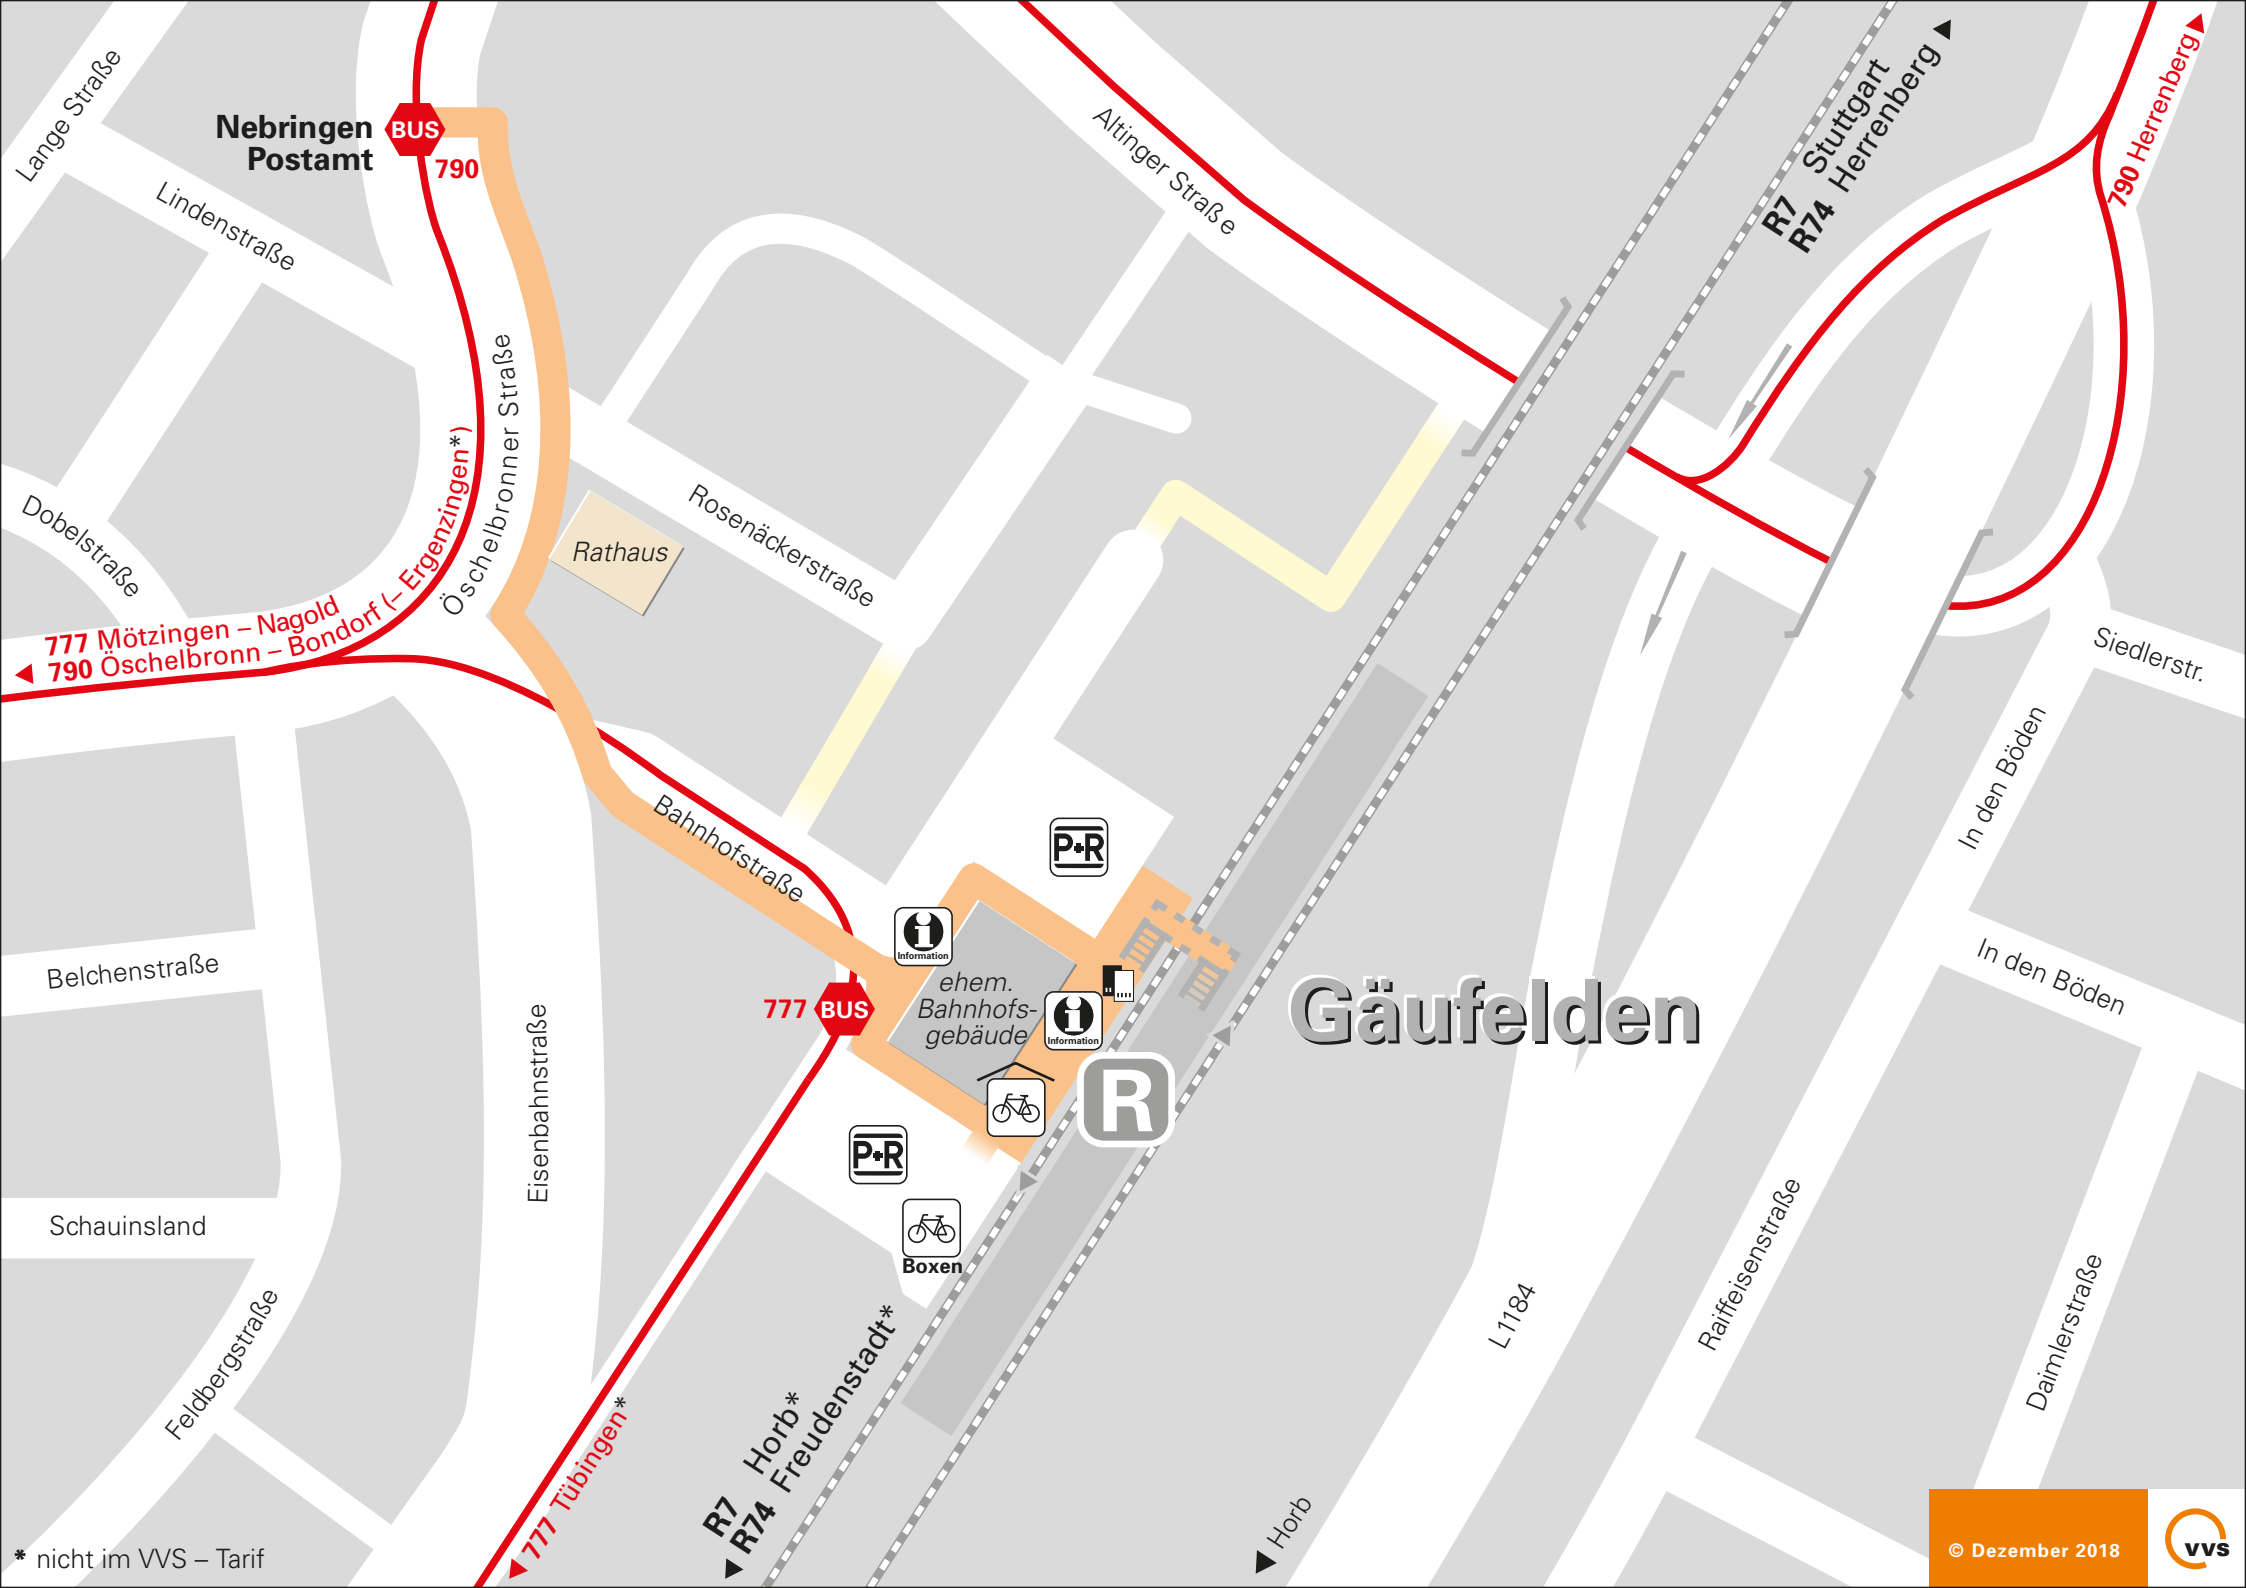 Lange Straße
Nebringen
Postamt
BUS
790
Lindenstraße
Altinger Straße
R7 Stuttgart
R74 Herrenberg
790 Herrenberg
Öschelbronner Straße
Dobelstraße
Rathaus
Rosenäckerstraße
777 Mötzingen – Nagold
790 Öschelbronn – Bondorf (– Ergenzingen*)
Siedlerstr.
In den Böden
Bahnhofstraße
P+R
Information
Belchenstraße
777
BUS
ehem.
Bahnhofs-
gebäude
Information
Gäufelden
In den Böden
R
Eisenbahnstraße
P+R
Schauinsland
Boxen
Feldbergstraße
L1184
Raiffeisenstraße
Daimlerstraße
777 Tübingen*
R7 Horb*
R74 Freudenstadt*
Horb
* nicht im VVS – Tarif
© Dezember 2018
vvs